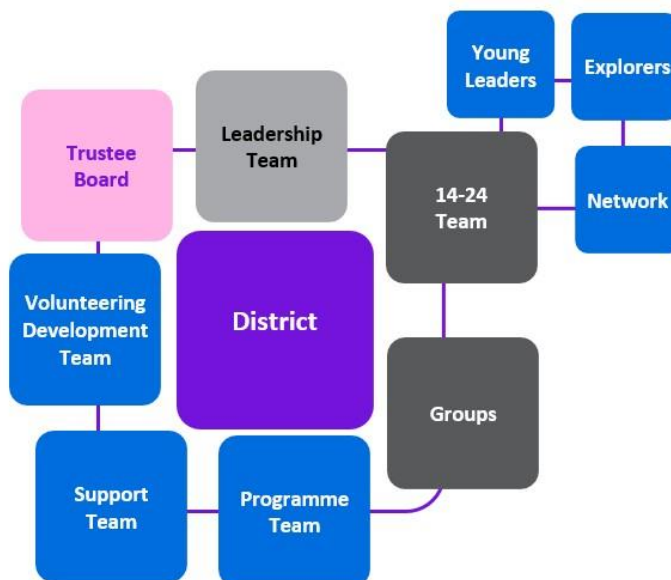 Young
Leaders
Explorers
Leadership
Team
Trustee
Board
14-24
Team
Network
Volunteering
Development
Team
District
Groups
Support
Team
Programme
Team